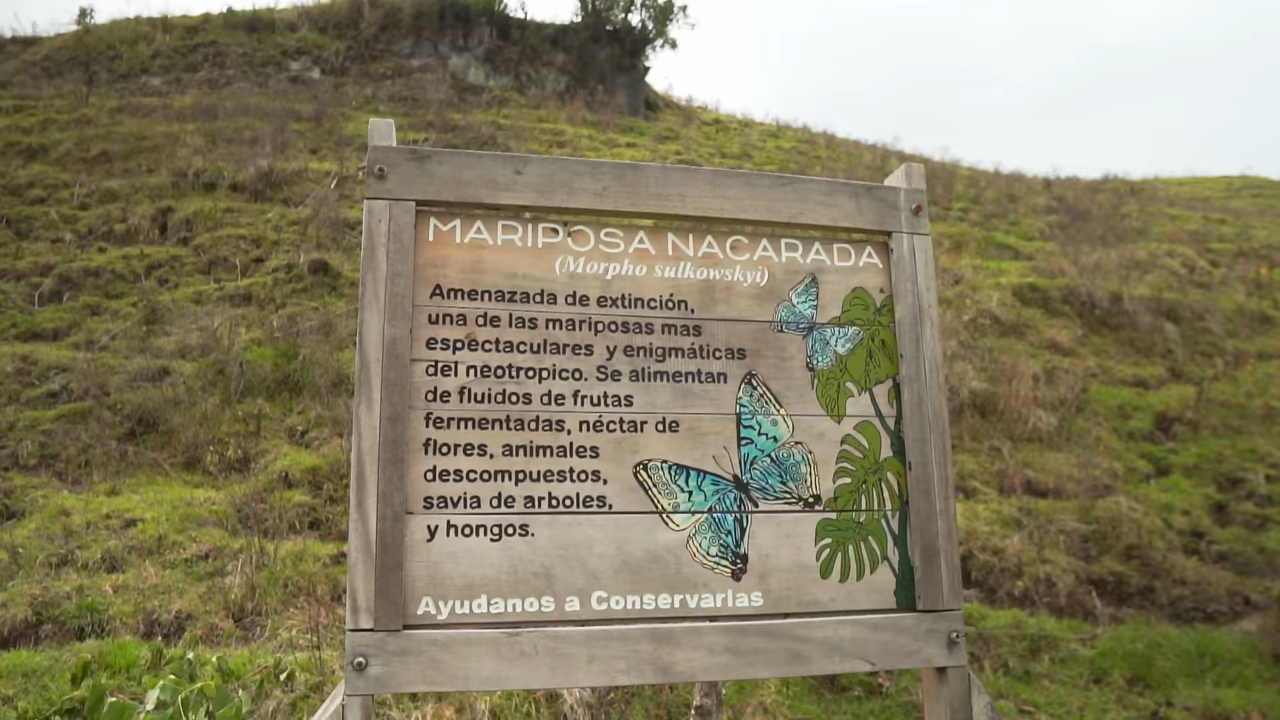 MARIPOSA NACARADA
(Morpho sulkowskyi)
Amenazada de extinción,
una de las mariposas mas
espectaculares y enigmáticas
del neotropico. Se alimentan
de fluidos de frutas
fermentadas, néctar de
flores, animales
descompuestos,
savia de arboles,
y hongos.
Ayudanos a Conservarlas